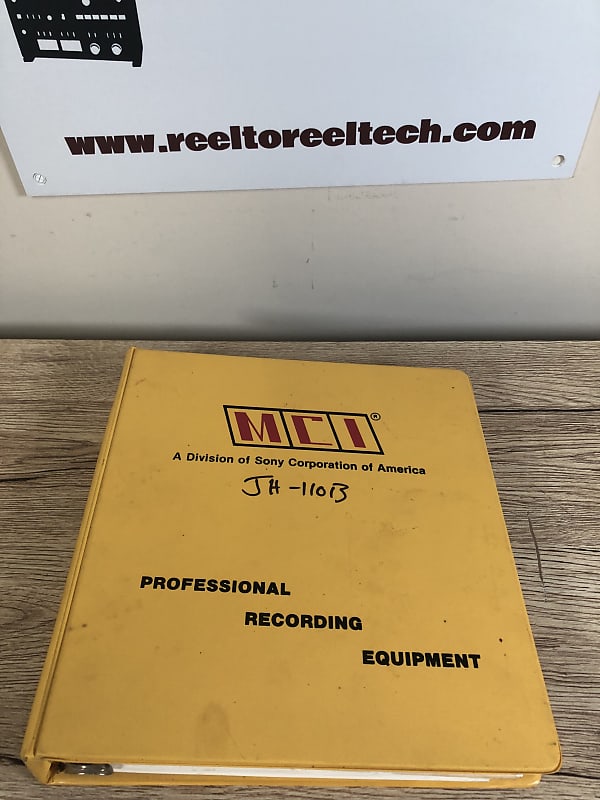 www.reeltoreeltech.com
MCI®
A Division of Sony Corporation of America
JH-110B
PROFESSIONAL
RECORDING
EQUIPMENT